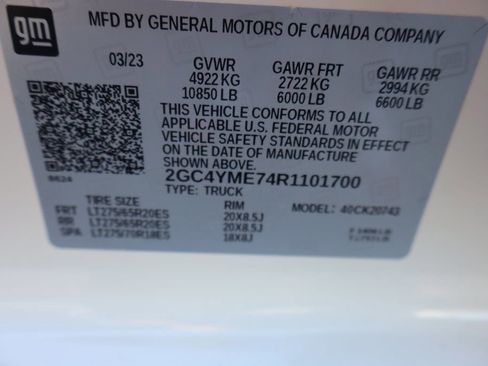 gm
MFD BY GENERAL MOTORS OF CANADA COMPANY
03/23 GVWR GAWR FRT GAWR RR
4922 KG 2722 KG 2994 KG
10850 LB 6000 LB 6600 LB
THIS VEHICLE CONFORMS TO ALL
APPLICABLE U.S. FEDERAL MOTOR
VEHICLE SAFETY STANDARDS IN EFFECT
ON THE DATE OF MANUFACTURE
SHOWN ABOVE.
2GC4YME74R1101700
TYPE: TRUCK
TIRE SIZE RIM MODEL: 40CK20743
FRT LT275/65R20ES 20X8.5J
RR LT275/65R20ES 20X8.5J
SPA LT275/70R18ES 18X8J